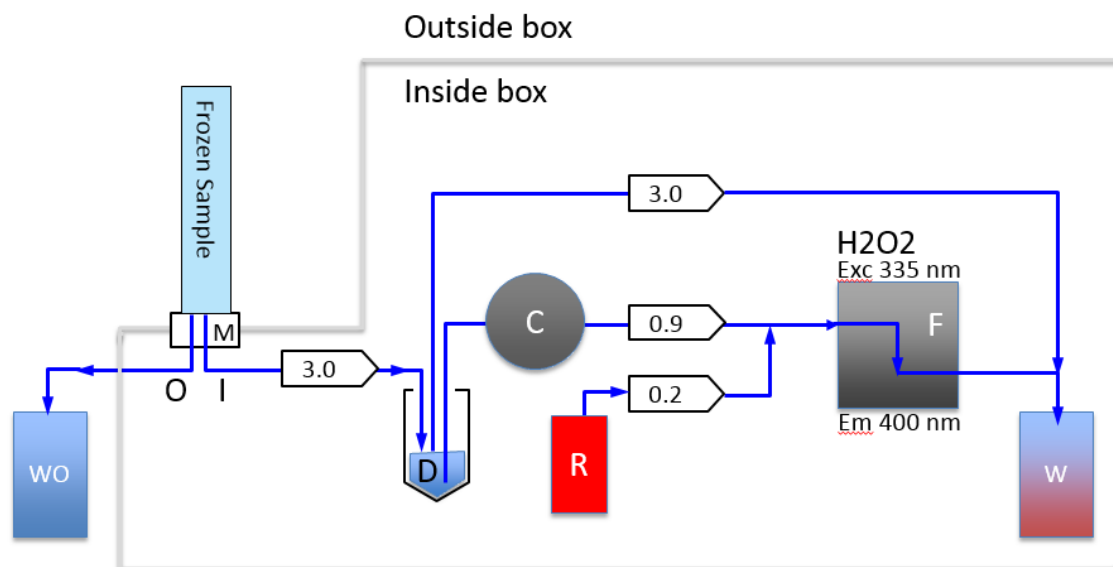 Outside box
Inside box
Frozen Sample
3.0
H2O2
Exc 335 nm
C
0.9
F
M
3.0
O I
0.2
Em 400 nm
WO
D
R
W